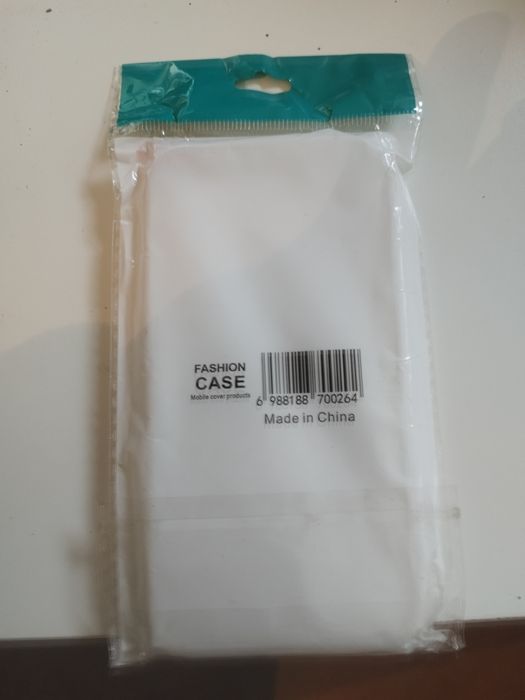 FASHION
CASE
Mobile cover products
6 988188 700264
Made in China